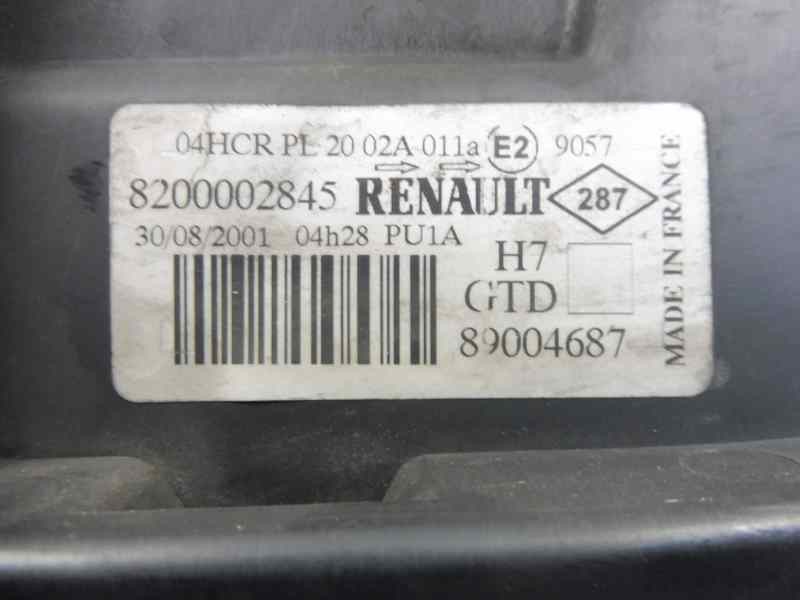 04HCR PL 20 02A 011a E2 9057
8200002845 RENAULT 287
30/08/2001 04h28 PU1A
H7
GTD
89004687
MADE IN FRANCE